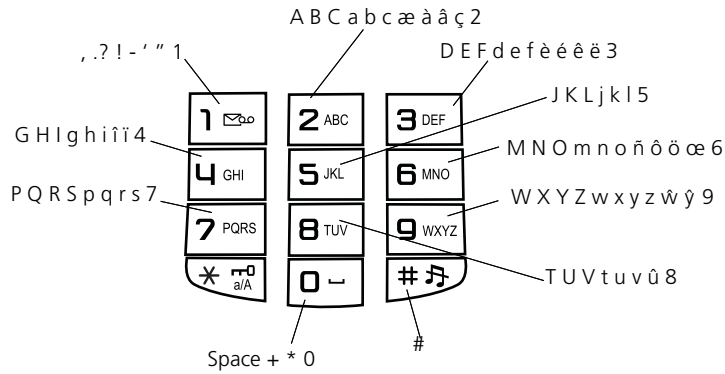 A B C a b c æ à â ç 2
, .? ! - ‘ ” 1
D E F d e f è é ê ë 3
J K L j k l 5
1
2 ABC
3 DEF
G H I g h i î ï 4
M N O m n o ñ ô ö œ 6
4 GHI
5 JKL
6 MNO
P Q R S p q r s 7
W X Y Z w x y z ŵ ŷ 9
7 PQRS
8 TUV
9 WXYZ
* a/A
0
#
T U V t u v û 8
#
Space + * 0